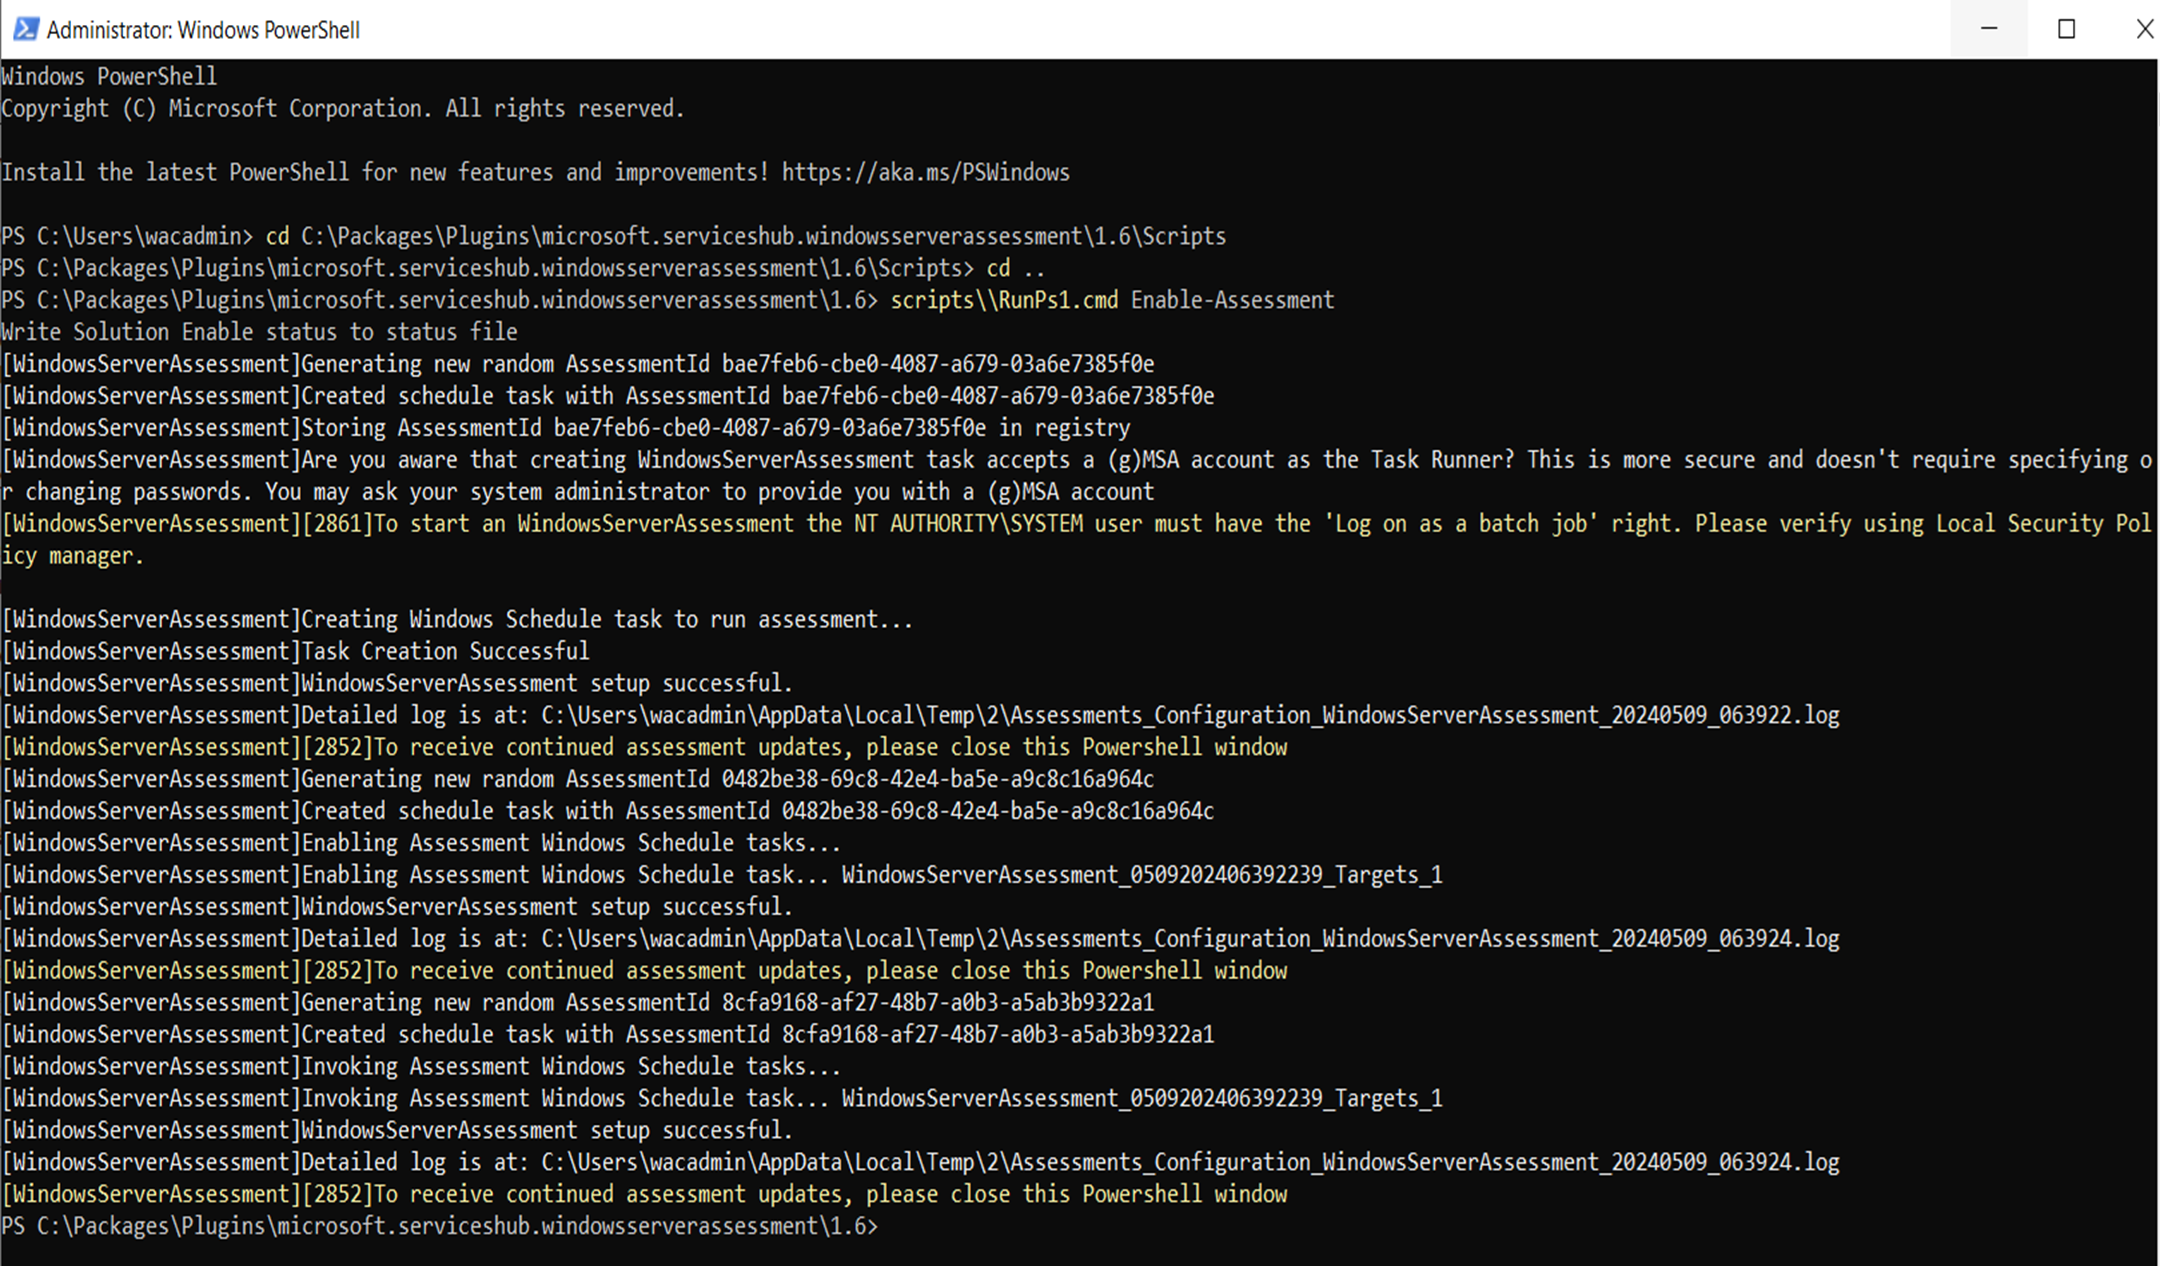 Administrator: Windows PowerShell
Windows PowerShell
Copyright (C) Microsoft Corporation. All rights reserved.
Install the latest PowerShell for new features and improvements! https://aka.ms/PSWindows
PS C:\Users\wacadmin> cd C:\Packages\Plugins\microsoft.serviceshub.windowsserverassessment\1.6\Scripts
PS C:\Packages\Plugins\microsoft.serviceshub.windowsserverassessment\1.6\Scripts> cd ..
PS C:\Packages\Plugins\microsoft.serviceshub.windowsserverassessment\1.6> scripts\\RunPs1.cmd Enable-Assessment
Write Solution Enable status to status file
[WindowsServerAssessment]Generating new random AssessmentId bae7feb6-cbe0-4087-a679-03a6e7385f0e
[WindowsServerAssessment]Created schedule task with AssessmentId bae7feb6-cbe0-4087-a679-03a6e7385f0e
[WindowsServerAssessment]Storing AssessmentId bae7feb6-cbe0-4087-a679-03a6e7385f0e in registry
[WindowsServerAssessment]Are you aware that creating WindowsServerAssessment task accepts a (g)MSA account as the Task Runner? This is more secure and doesn't require specifying o
r changing passwords. You may ask your system administrator to provide you with a (g)MSA account
[WindowsServerAssessment][2861]To start an WindowsServerAssessment the NT AUTHORITY\SYSTEM user must have the 'Log on as a batch job' right. Please verify using Local Security Pol
icy manager.
[WindowsServerAssessment]Creating Windows Schedule task to run assessment...
[WindowsServerAssessment]Task Creation Successful
[WindowsServerAssessment]WindowsServerAssessment setup successful.
[WindowsServerAssessment]Detailed log is at: C:\Users\wacadmin\AppData\Local\Temp\2\Assessments_Configuration_WindowsServerAssessment_20240509_063922.log
[WindowsServerAssessment][2852]To receive continued assessment updates, please close this Powershell window
[WindowsServerAssessment]Generating new random AssessmentId 0482be38-69c8-42e4-ba5e-a9c8c16a964c
[WindowsServerAssessment]Created schedule task with AssessmentId 0482be38-69c8-42e4-ba5e-a9c8c16a964c
[WindowsServerAssessment]Enabling Assessment Windows Schedule tasks...
[WindowsServerAssessment]Enabling Assessment Windows Schedule task... WindowsServerAssessment_0509202406392239_Targets_1
[WindowsServerAssessment]WindowsServerAssessment setup successful.
[WindowsServerAssessment]Detailed log is at: C:\Users\wacadmin\AppData\Local\Temp\2\Assessments_Configuration_WindowsServerAssessment_20240509_063924.log
[WindowsServerAssessment][2852]To receive continued assessment updates, please close this Powershell window
[WindowsServerAssessment]Generating new random AssessmentId 8cfa9168-af27-48b7-a0b3-a5ab3b9322a1
[WindowsServerAssessment]Created schedule task with AssessmentId 8cfa9168-af27-48b7-a0b3-a5ab3b9322a1
[WindowsServerAssessment]Invoking Assessment Windows Schedule tasks...
[WindowsServerAssessment]Invoking Assessment Windows Schedule task... WindowsServerAssessment_0509202406392239_Targets_1
[WindowsServerAssessment]WindowsServerAssessment setup successful.
[WindowsServerAssessment]Detailed log is at: C:\Users\wacadmin\AppData\Local\Temp\2\Assessments_Configuration_WindowsServerAssessment_20240509_063924.log
[WindowsServerAssessment][2852]To receive continued assessment updates, please close this Powershell window
PS C:\Packages\Plugins\microsoft.serviceshub.windowsserverassessment\1.6>